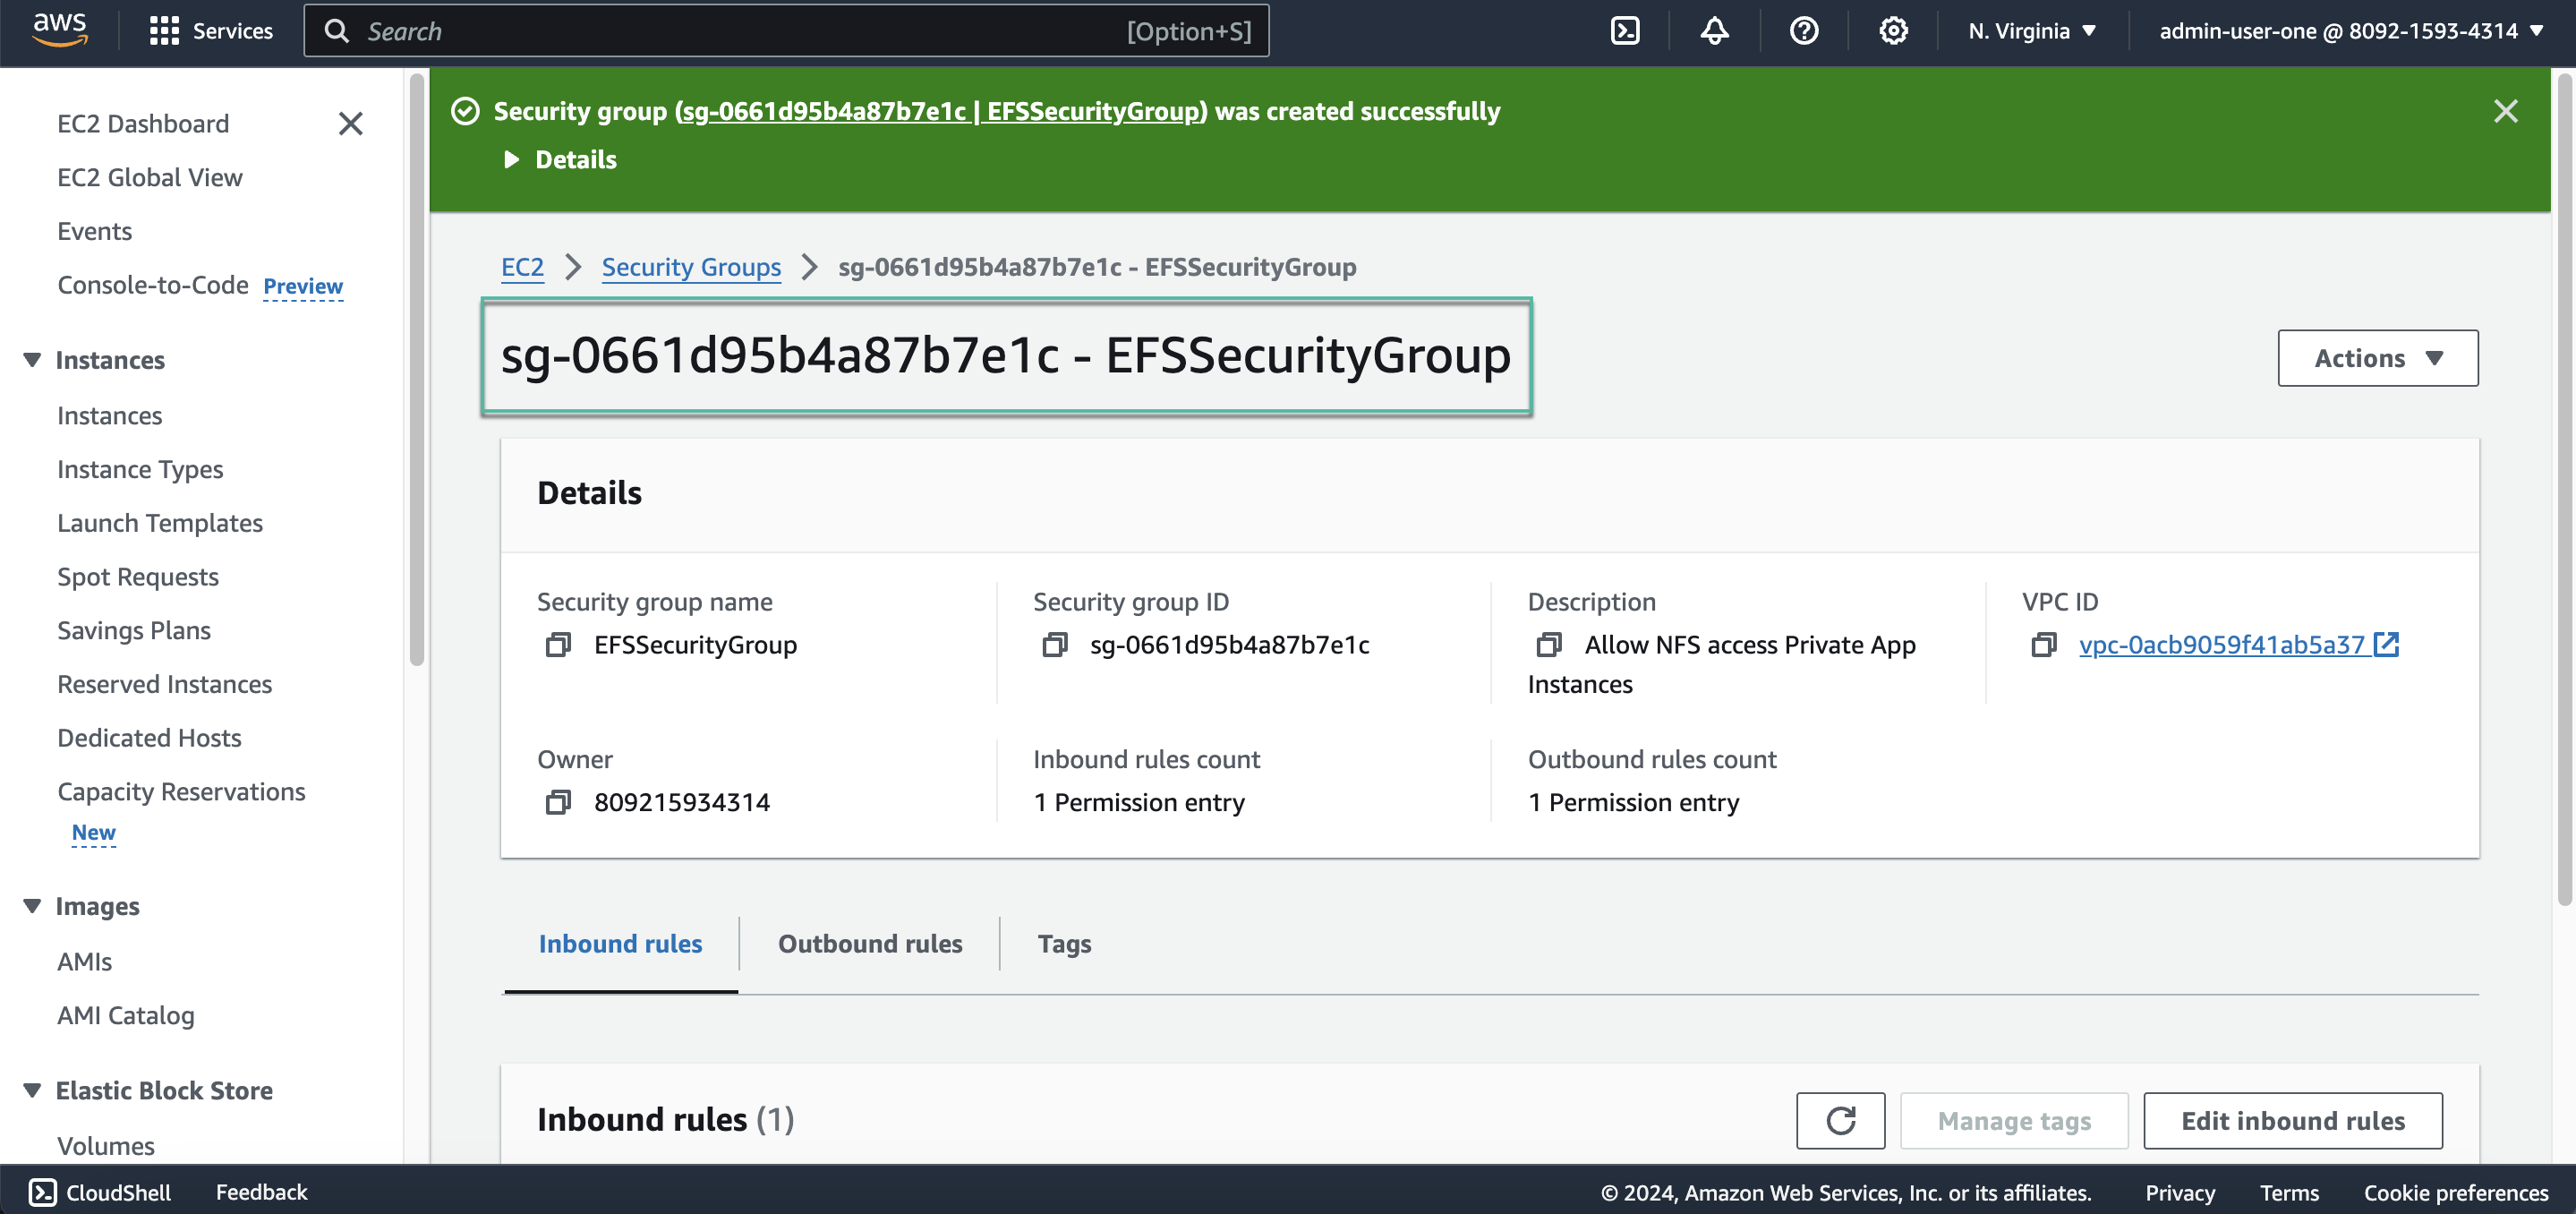 aws
Services
Search
[Option+S]
N. Virginia
admin-user-one @ 8092-1593-4314
EC2 Dashboard
EC2 Global View
Events
Console-to-Code Preview
Instances
Instances
Instance Types
Launch Templates
Spot Requests
Savings Plans
Reserved Instances
Dedicated Hosts
Capacity Reservations
New
Images
AMIs
AMI Catalog
Elastic Block Store
Volumes
Security group (sg-0661d95b4a87b7e1c | EFSSecurityGroup) was created successfully
Details
EC2
Security Groups
sg-0661d95b4a87b7e1c - EFSSecurityGroup
sg-0661d95b4a87b7e1c - EFSSecurityGroup
Actions
Details
Security group name
EFSSecurityGroup
Security group ID
sg-0661d95b4a87b7e1c
Description
Allow NFS access Private App
Instances
VPC ID
vpc-0acb9059f41ab5a37
Owner
809215934314
Inbound rules count
1 Permission entry
Outbound rules count
1 Permission entry
Inbound rules
Outbound rules
Tags
Inbound rules (1)
Manage tags
Edit inbound rules
CloudShell
Feedback
© 2024, Amazon Web Services, Inc. or its affiliates.
Privacy
Terms
Cookie preferences